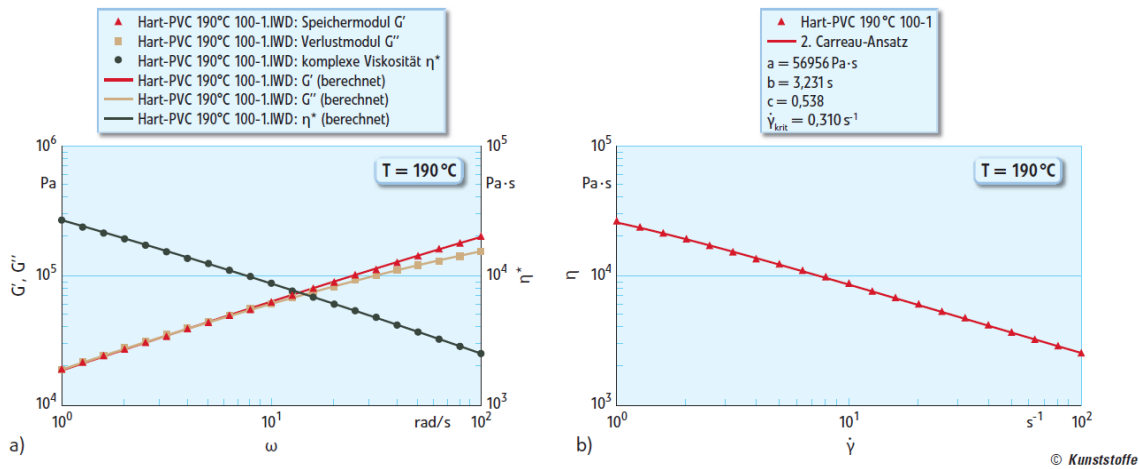 Hart-PVC 190°C 100-1.IWD: Speichermodul G′
Hart-PVC 190°C 100-1.IWD: Verlustmodul G′′
Hart-PVC 190°C 100-1.IWD: komplexe Viskosität η*
Hart-PVC 190°C 100-1.IWD: G′ (berechnet)
Hart-PVC 190°C 100-1.IWD: G′′ (berechnet)
Hart-PVC 190°C 100-1.IWD: η* (berechnet)
10⁶
Pa
10⁵
10⁴
G′, G′′
T = 190 °C
10⁵
Pa·s
10⁴
10³
η*
10⁰
10¹
rad/s
10²
ω
a)
Hart-PVC 190 °C 100-1
2. Carreau-Ansatz
a = 56956 Pa·s
b = 3,231 s
c = 0,538
γ̇krit = 0,310 s⁻¹
10⁵
Pa·s
10⁴
10³
η
T = 190 °C
10⁰
10¹
s⁻¹
10²
γ̇
b)
© Kunststoffe